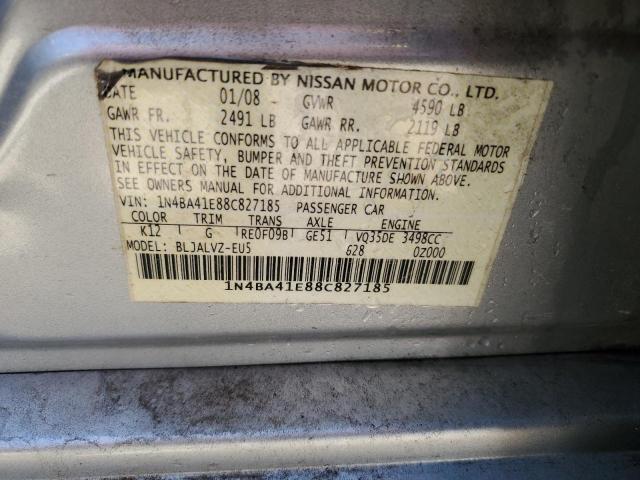 MANUFACTURED BY NISSAN MOTOR CO., LTD.
DATE 01/08 GVWR 4590 LB
GAWR FR. 2491 LB GAWR RR. 2119 LB
THIS VEHICLE CONFORMS TO ALL APPLICABLE FEDERAL MOTOR
VEHICLE SAFETY, BUMPER AND THEFT PREVENTION STANDARDS
IN EFFECT ON THE DATE OF MANUFACTURE SHOWN ABOVE.
SEE OWNERS MANUAL FOR ADDITIONAL INFORMATION.
VIN: 1N4BA41E88C827185 PASSENGER CAR
COLOR TRIM TRANS AXLE ENGINE
K12 G RE0F09B GE51 VQ35DE 3498CC
MODEL: BLJALVZ-EU5 628 0Z000
1N4BA41E88C827185